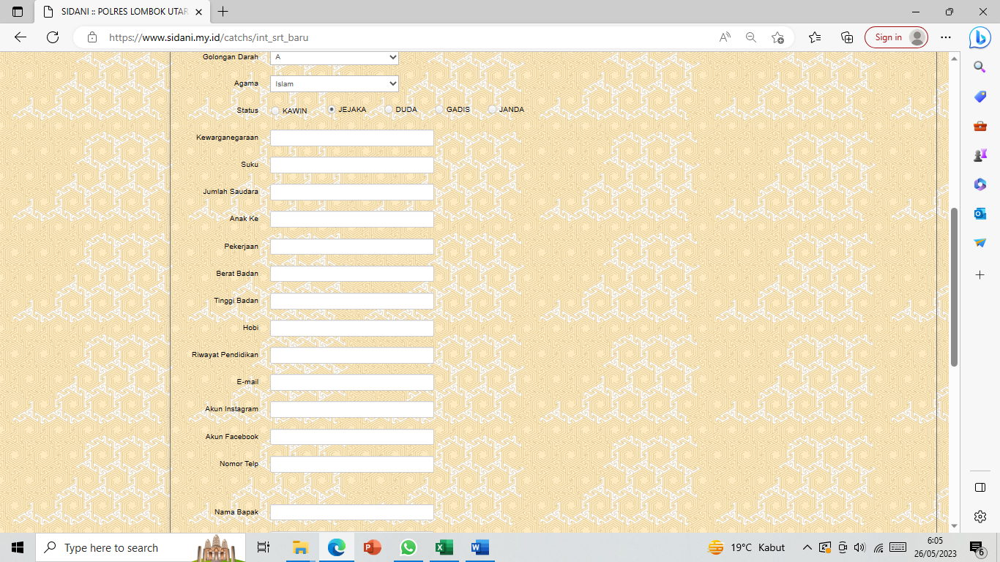 SIDANI :: POLRES LOMBOK UTAR
https://www.sidani.my.id/catchs/int_srt_baru
Sign in
Golongan Darah A
Agama Islam
Status KAWIN JEJAKA DUDA GADIS JANDA
Kewarganegaraan
Suku
Jumlah Saudara
Anak Ke
Pekerjaan
Berat Badan
Tinggi Badan
Hobi
Riwayat Pendidikan
E-mail
Akun Instagram
Akun Facebook
Nomor Telp
Nama Bapak
Type here to search
19°C Kabut
6:05
26/05/2023
6